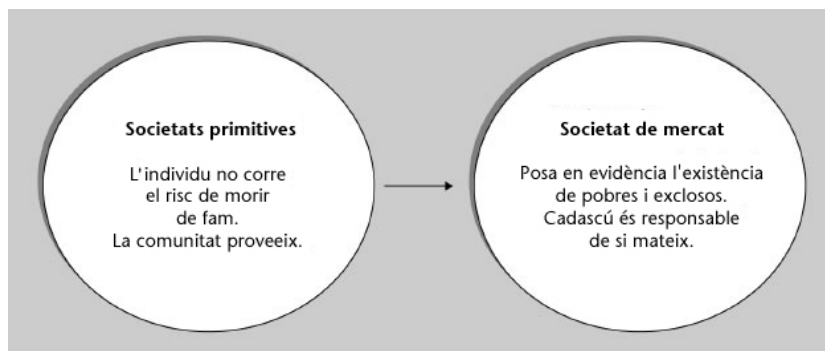 Societats primitives
L'individu no corre
el risc de morir
de fam.
La comunitat proveeix.
Societat de mercat
Posa en evidència l'existència
de pobres i exclosos.
Cadascú és responsable
de si mateix.